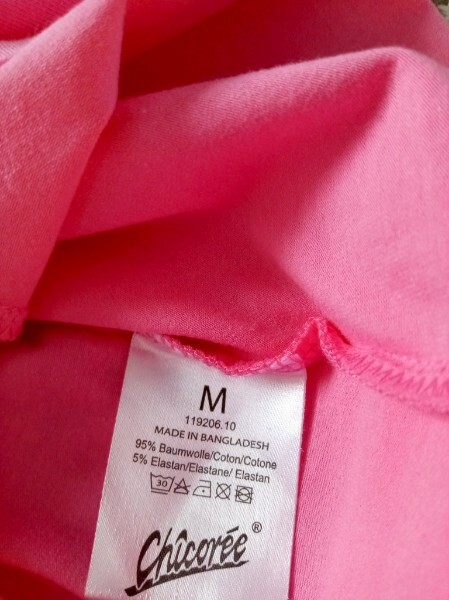 M
119206.10
MADE IN BANGLADESH
95% Baumwolle/Coton/Cotone
5% Elastan/Elastane/ Elastan
30
Chicorée ®